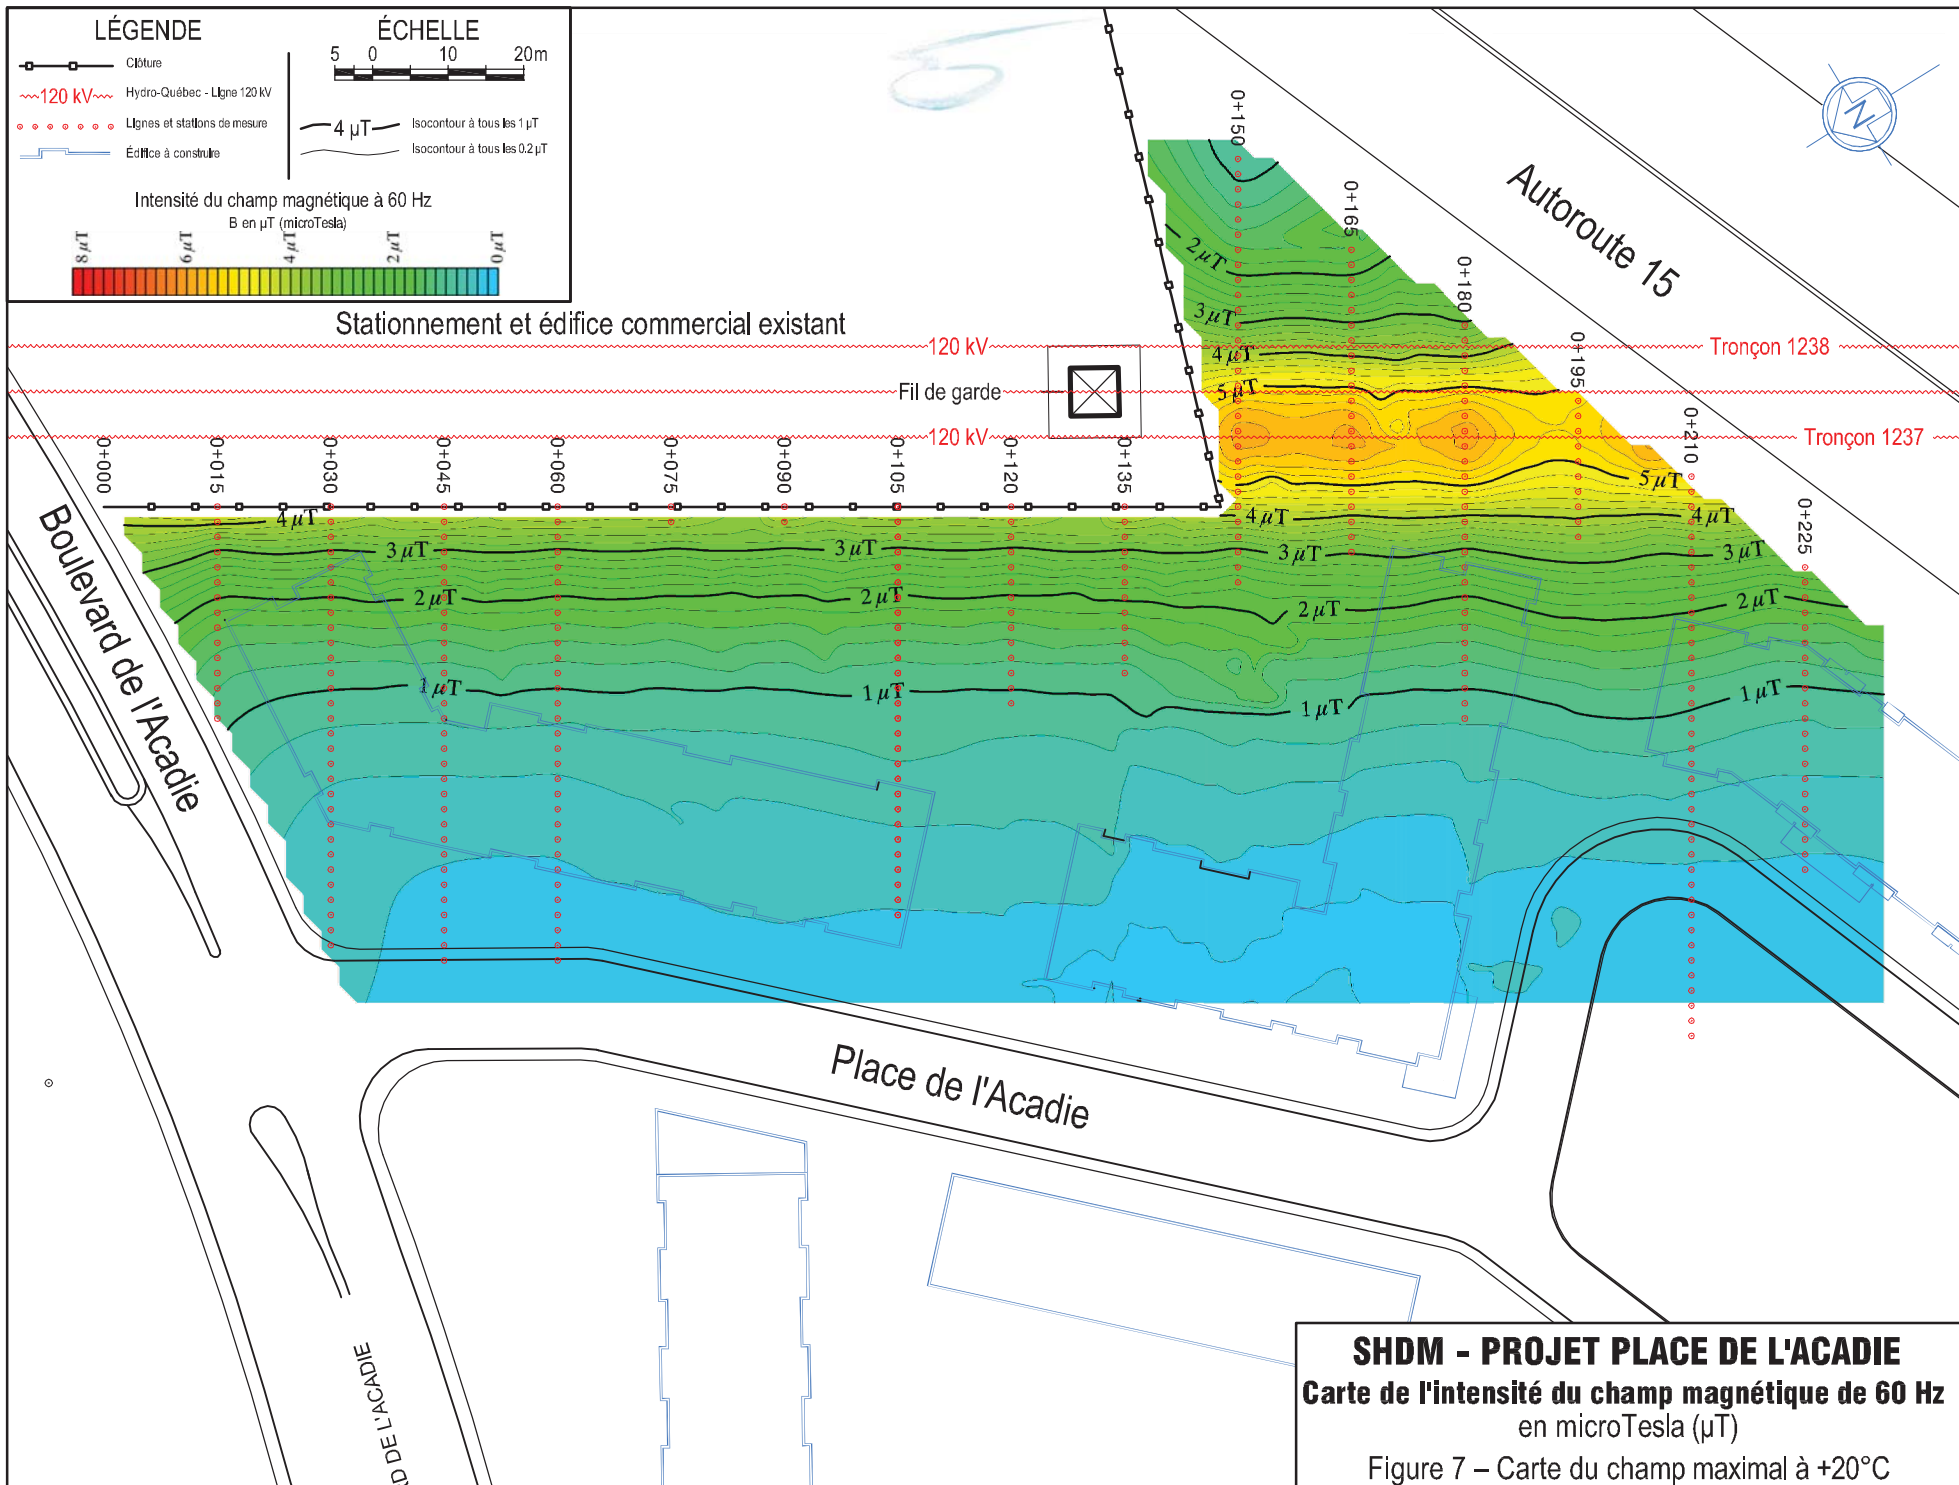 LÉGENDE
Clôture
120 kV
Hydro-Québec - Ligne 120 kV
Lignes et stations de mesure
Édifice à construire
ÉCHELLE
5 0 10 20m
4 µT
Isocontour à tous les 1 µT
Isocontour à tous les 0.2 µT
Intensité du champ magnétique à 60 Hz
B en µT (microTesla)
8 µT
6 µT
4 µT
2 µT
0 µT
N
Autoroute 15
Stationnement et édifice commercial existant
120 kV
Tronçon 1238
Fil de garde
120 kV
Tronçon 1237
0+000
0+015
0+030
0+045
0+060
0+075
0+090
0+105
0+120
0+135
0+150
0+165
0+180
0+195
0+210
0+225
2 µT
3 µT
4 µT
5 µT
5 µT
4 µT
4 µT
4 µT
3 µT
3 µT
3 µT
3 µT
2 µT
2 µT
2 µT
2 µT
1 µT
1 µT
1 µT
1 µT
Boulevard de l'Acadie
Place de l'Acadie
D DE L'ACADIE
SHDM - PROJET PLACE DE L'ACADIE
Carte de l'intensité du champ magnétique de 60 Hz
en microTesla (µT)
Figure 7 – Carte du champ maximal à +20°C